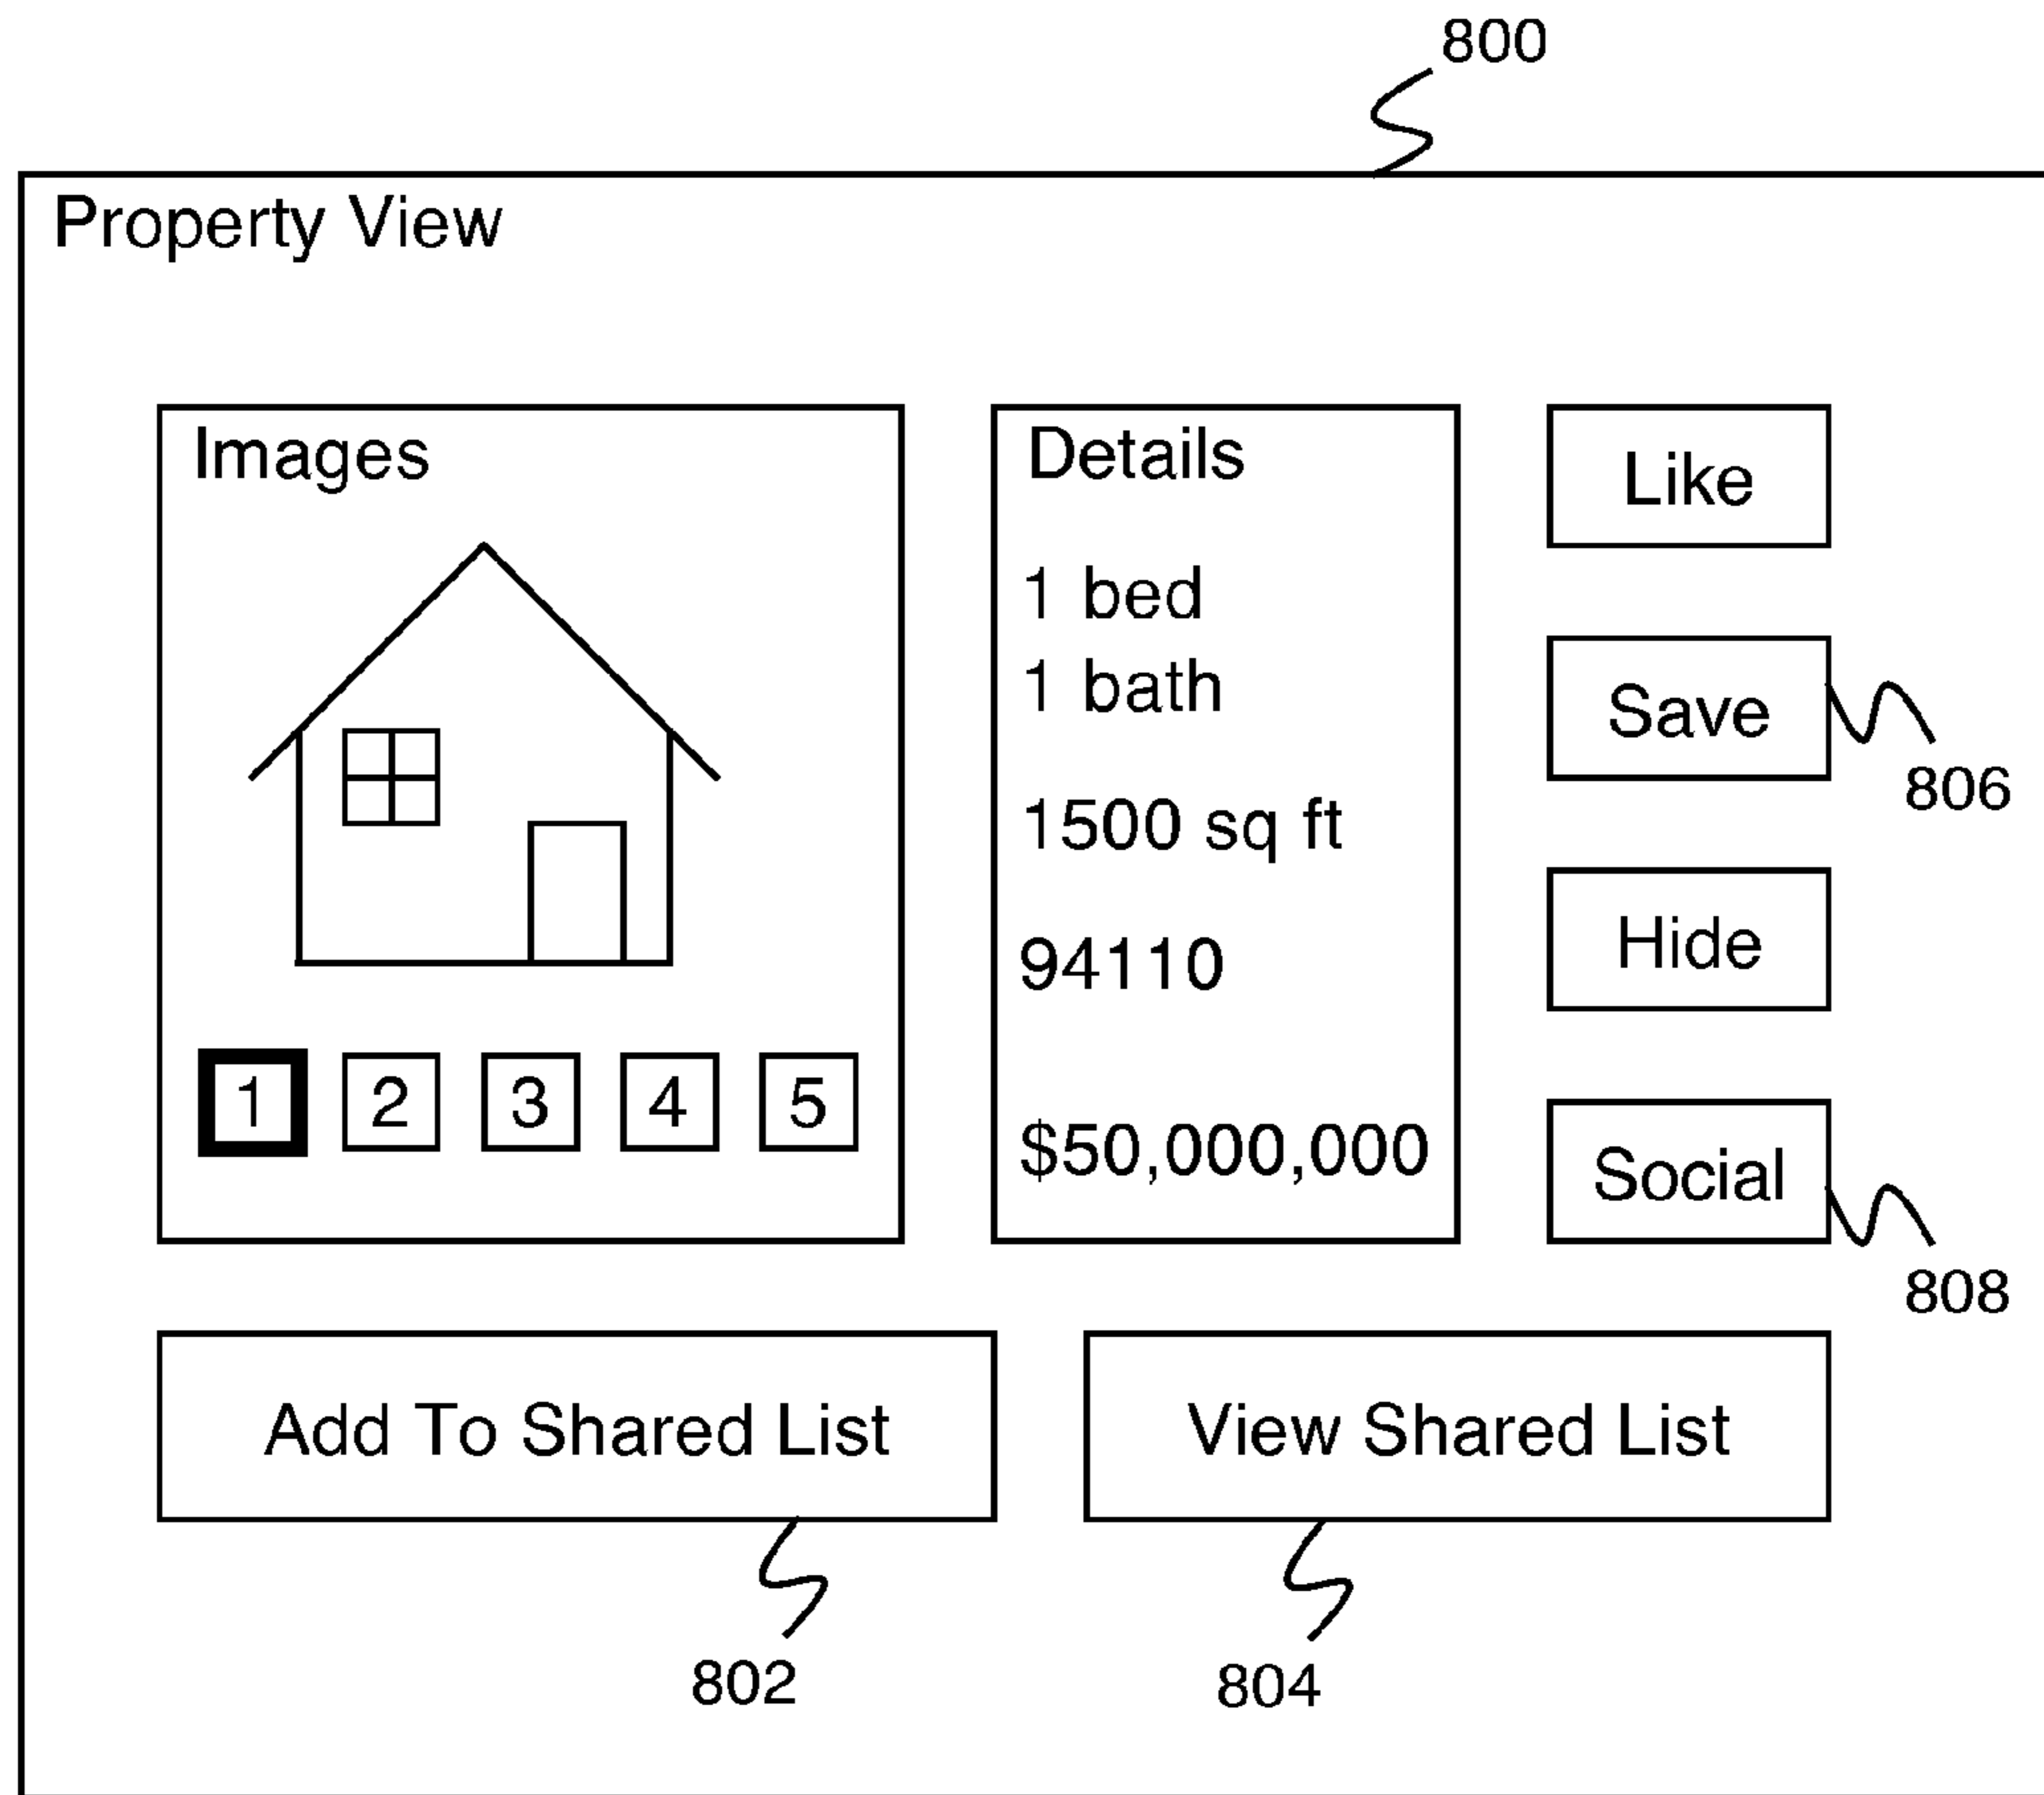 800
Property View
Images
1 2 3 4 5
Details
1 bed
1 bath
1500 sq ft
94110
$50,000,000
Like
Save
806
Hide
Social
808
Add To Shared List
802
View Shared List
804